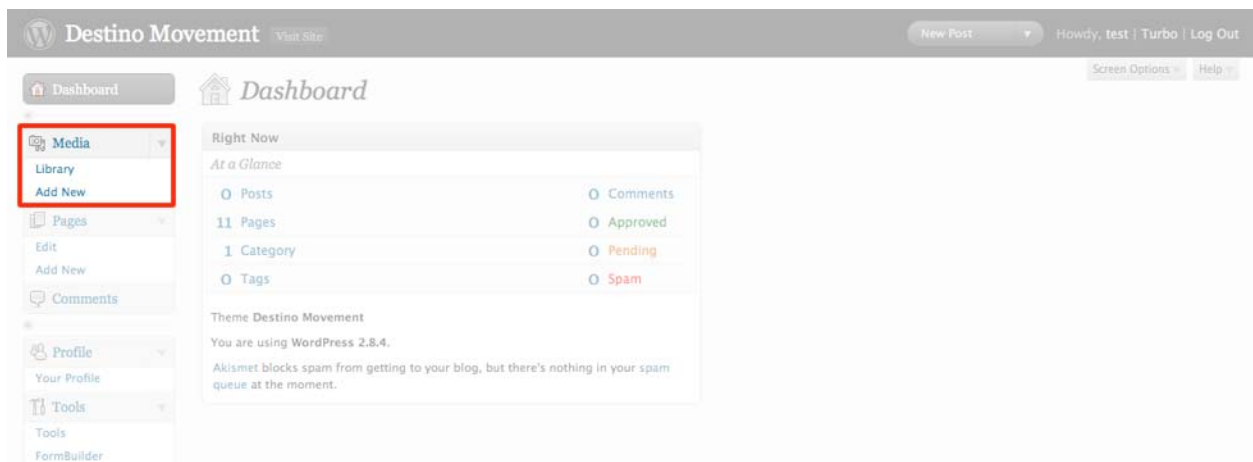 Destino Movement Visit Site New Post Howdy, test | Turbo | Log Out
Screen Options Help
Dashboard
Dashboard
Media
Library
Add New
Pages
Edit
Add New
Comments
Profile
Your Profile
Tools
Tools
FormBuilder
Right Now
At a Glance
0 Posts 0 Comments
11 Pages 0 Approved
1 Category 0 Pending
0 Tags 0 Spam
Theme Destino Movement
You are using WordPress 2.8.4.
Akismet blocks spam from getting to your blog, but there's nothing in your spam
queue at the moment.